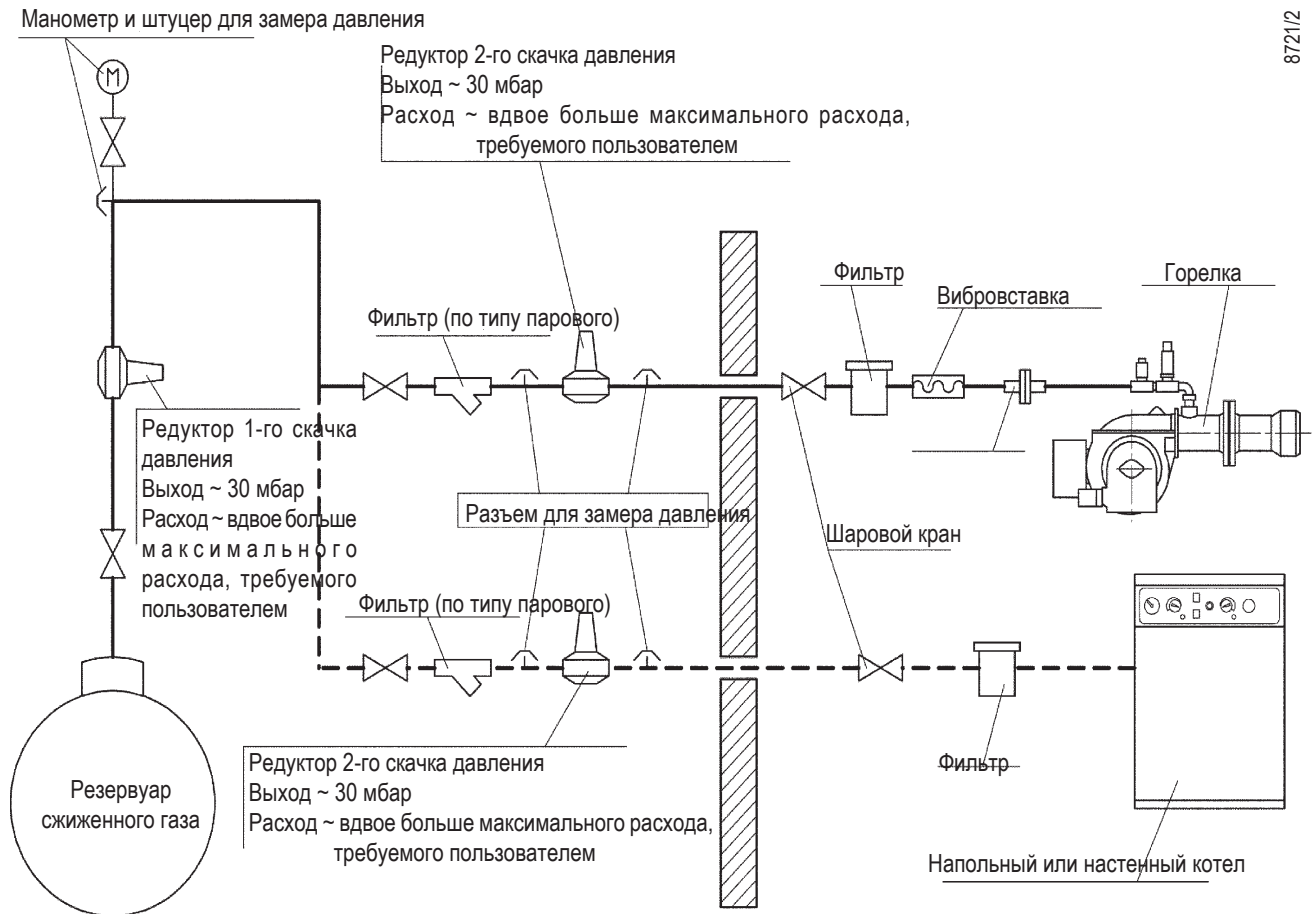 Манометр и штуцер для замера давления
8721/2
M
Редуктор 2-го скачка давления
Выход ~ 30 мбар
Расход ~ вдвое больше максимального расхода,
требуемого пользователем
Фильтр
Горелка
Вибровставка
Фильтр (по типу парового)
Редуктор 1-го скачка
давления
Выход ~ 30 мбар
Расход ~ вдвое больше
максимального
расхода, требуемого
пользователем
Разъем для замера давления
Шаровой кран
Фильтр (по типу парового)
Редуктор 2-го скачка давления
Выход ~ 30 мбар
Расход ~ вдвое больше максимального расхода,
требуемого пользователем
Фильтр
Резервуар
сжиженного газа
Напольный или настенный котел